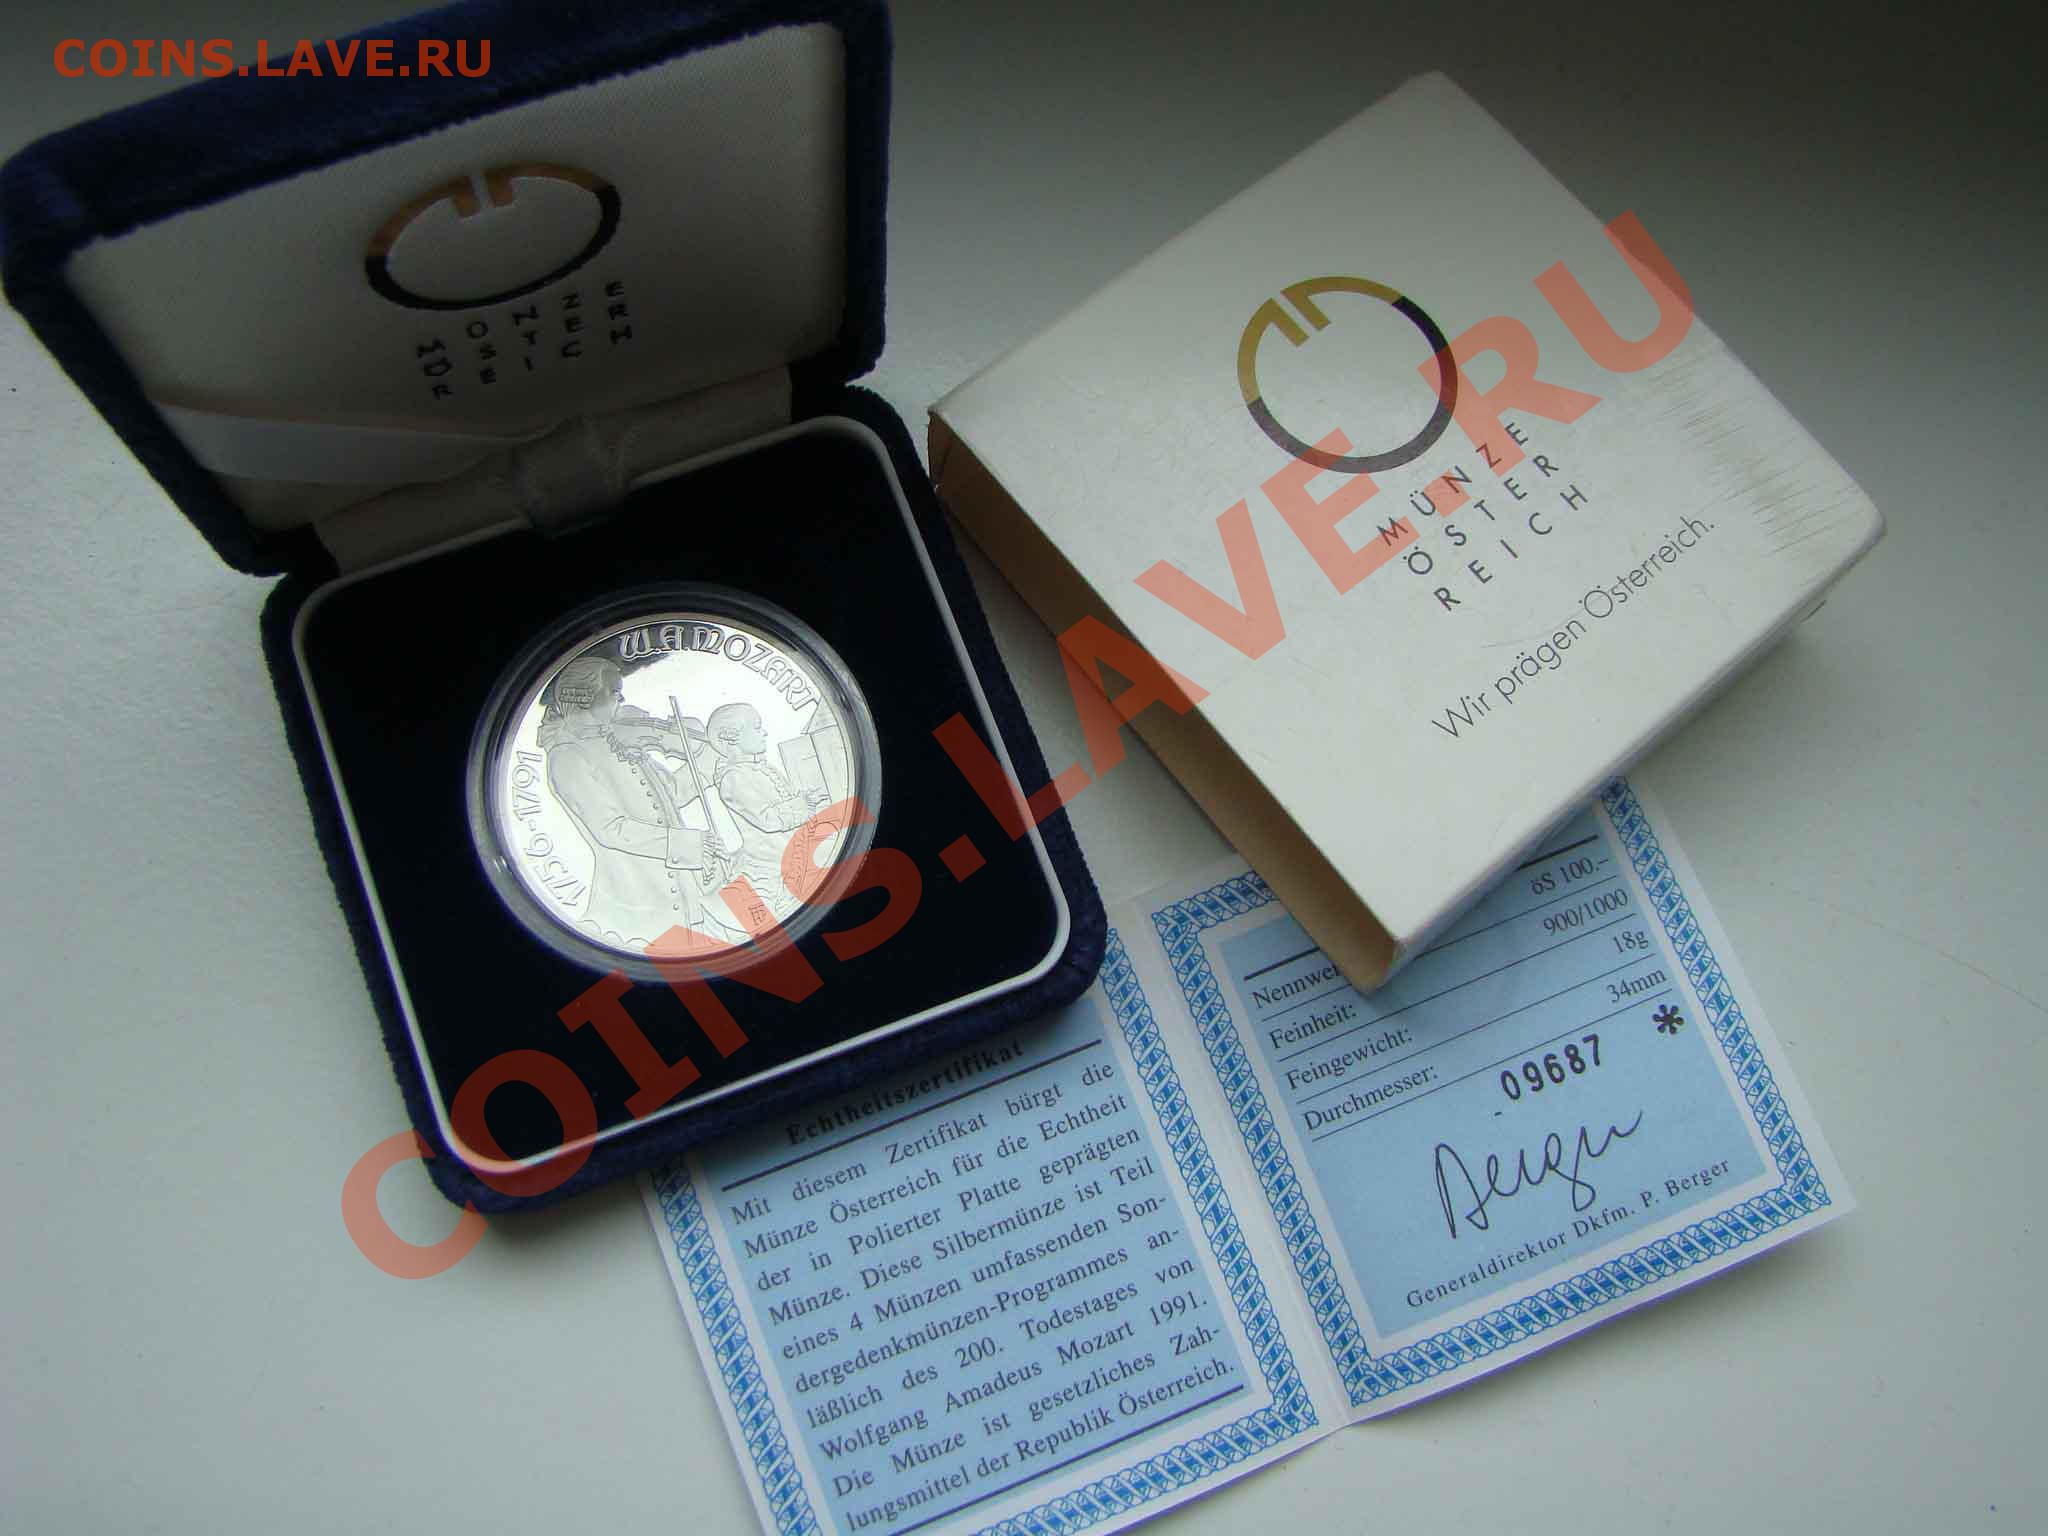 COINS.LAVE.RU
W.A.MOZART
1756-1791
MÜNZE
ÖSTER
REICH
Wir prägen Österreich.
Echtheitszertifikat
Mit diesem Zertifikat bürgt die
Münze Österreich für die Echtheit
der in Polierter Platte geprägten
Münze. Diese Silbermünze ist Teil
eines 4 Münzen umfassenden Son-
dergedenkmünzen-Programmes an-
läßlich des 200. Todestages von
Wolfgang Amadeus Mozart 1991.
Die Münze ist gesetzliches Zah-
lungsmittel der Republik Österreich.
öS 100.–
Feinheit: 900/1000
Feingewicht: 18g
Durchmesser: 34mm
09687 *
Berger
Generaldirektor Dkfm. P. Berger
COINS.LAVE.RU